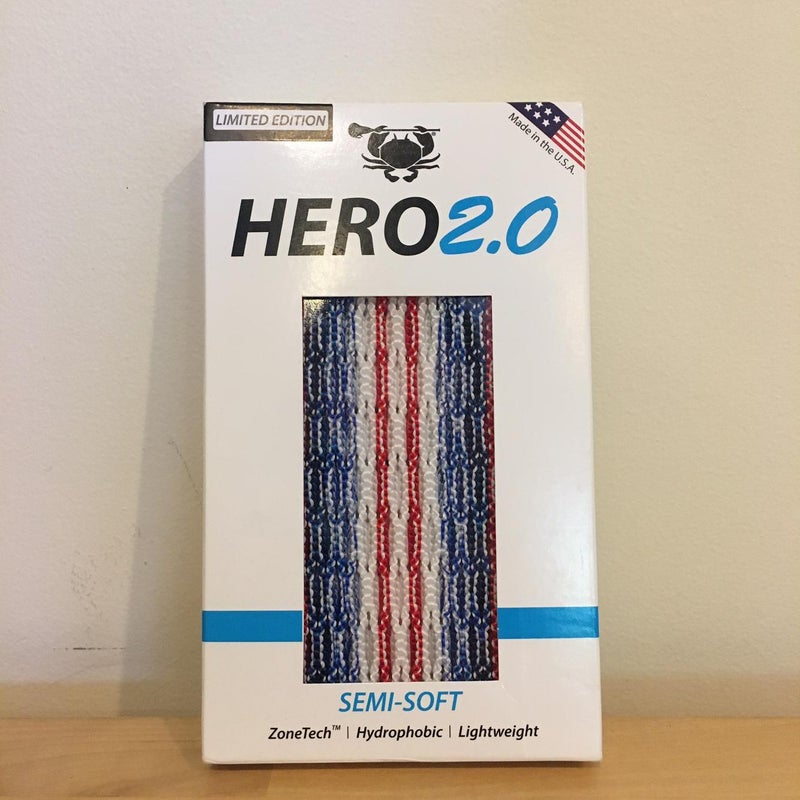 LIMITED EDITION
Made in the U.S.A.
HERO2.0
SEMI-SOFT
ZoneTech™ | Hydrophobic | Lightweight